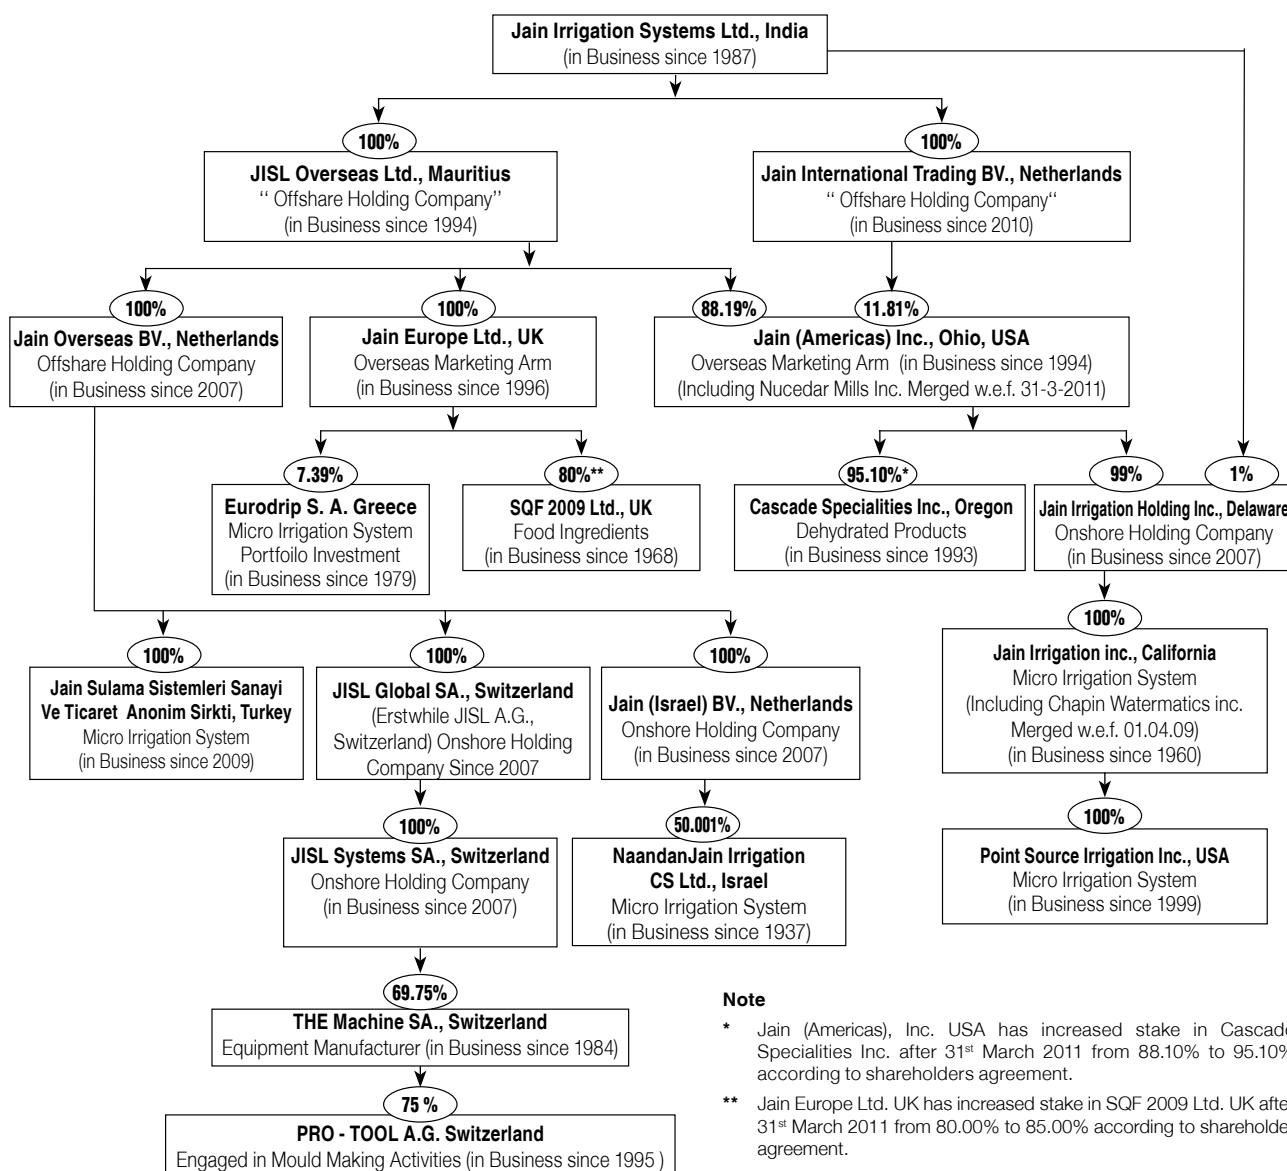 Jain Irrigation Systems Ltd., India
(in Business since 1987)
100%
100%
JISL Overseas Ltd., Mauritius
‘‘ Offshare Holding Company’’
(in Business since 1994)
Jain International Trading BV., Netherlands
‘‘ Offshare Holding Company‘‘
(in Business since 2010)
100%
100%
88.19%
11.81%
Jain Overseas BV., Netherlands
Offshare Holding Company
(in Business since 2007)
Jain Europe Ltd., UK
Overseas Marketing Arm
(in Business since 1996)
Jain (Americas) Inc., Ohio, USA
Overseas Marketing Arm (in Business since 1994)
(Including Nucedar Mills Inc. Merged w.e.f. 31-3-2011)
7.39%
80%**
95.10%*
99%
1%
Eurodrip S. A. Greece
Micro Irrigation System
Portfoilo Investment
(in Business since 1979)
SQF 2009 Ltd., UK
Food Ingredients
(in Business since 1968)
Cascade Specialities Inc., Oregon
Dehydrated Products
(in Business since 1993)
Jain Irrigation Holding Inc., Delaware
Onshore Holding Company
(in Business since 2007)
100%
100%
100%
100%
Jain Sulama Sistemleri Sanayi
Ve Ticaret Anonim Sirkti, Turkey
Micro Irrigation System
(in Business since 2009)
JISL Global SA., Switzerland
(Erstwhile JISL A.G.,
Switzerland) Onshore Holding
Company Since 2007
Jain (Israel) BV., Netherlands
Onshore Holding Company
(in Business since 2007)
Jain Irrigation inc., California
Micro Irrigation System
(Including Chapin Watermatics inc.
Merged w.e.f. 01.04.09)
(in Business since 1960)
100%
50.001%
100%
JISL Systems SA., Switzerland
Onshore Holding Company
(in Business since 2007)
NaandanJain Irrigation
CS Ltd., Israel
Micro Irrigation System
(in Business since 1937)
Point Source Irrigation Inc., USA
Micro Irrigation System
(in Business since 1999)
69.75%
THE Machine SA., Switzerland
Equipment Manufacturer (in Business since 1984)
75 %
PRO - TOOL A.G. Switzerland
Engaged in Mould Making Activities (in Business since 1995 )
Note
* Jain (Americas), Inc. USA has increased stake in Cascade
Specialities Inc. after 31st March 2011 from 88.10% to 95.10%
according to shareholders agreement.
** Jain Europe Ltd. UK has increased stake in SQF 2009 Ltd. UK after
31st March 2011 from 80.00% to 85.00% according to shareholder
agreement.